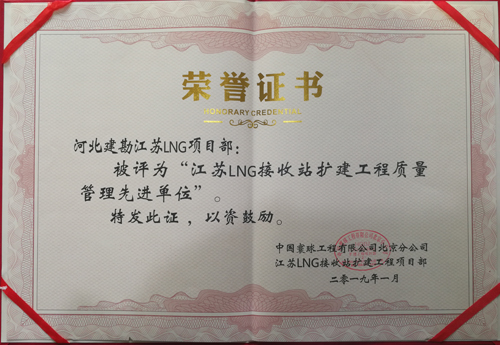 荣誉证书
HONORARY CREDENTIAL
河北建勘江苏LNG项目部：
被评为“江苏LNG接收站扩建工程质量
管理先进单位”。
特发此证，以资鼓励。
中国寰球工程有限公司北京分公司
江苏LNG接收站扩建工程项目部
二零一九年一月